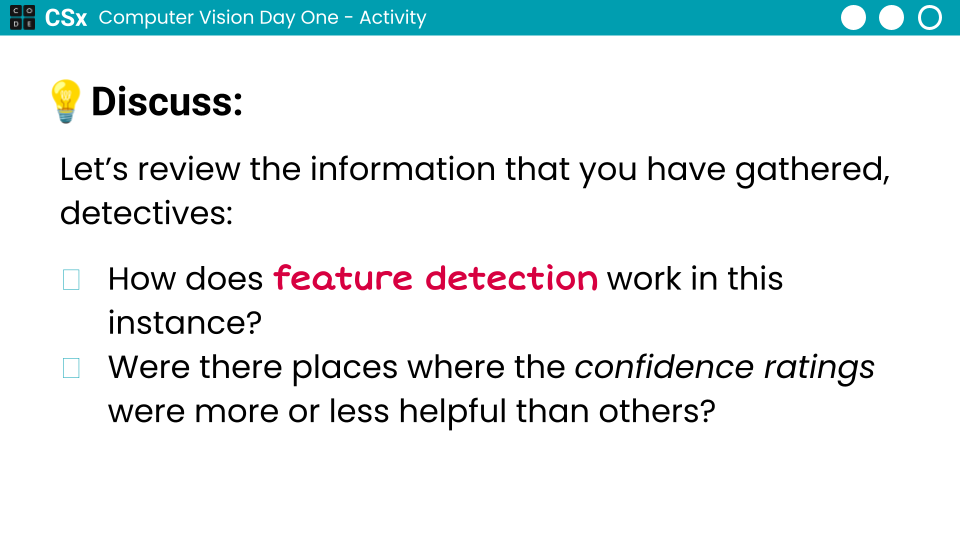 CO
DE
CSx Computer Vision Day One - Activity
Discuss:
Let’s review the information that you have gathered,
detectives:
How does feature detection work in this
instance?
Were there places where the confidence ratings
were more or less helpful than others?